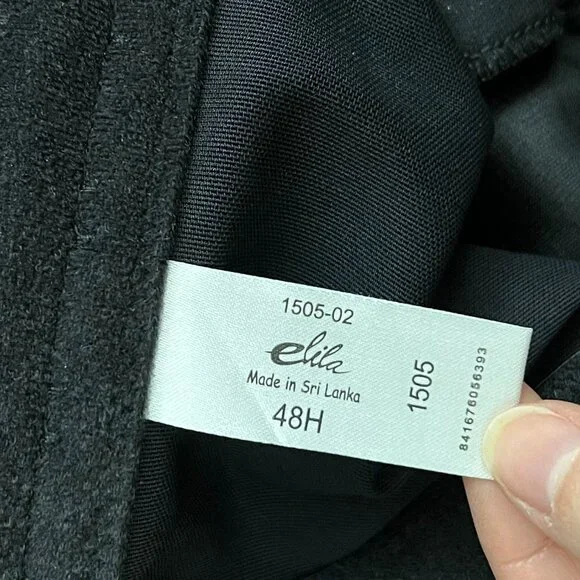 1505-02
elila
Made in Sri Lanka
48H
1505
841676056393